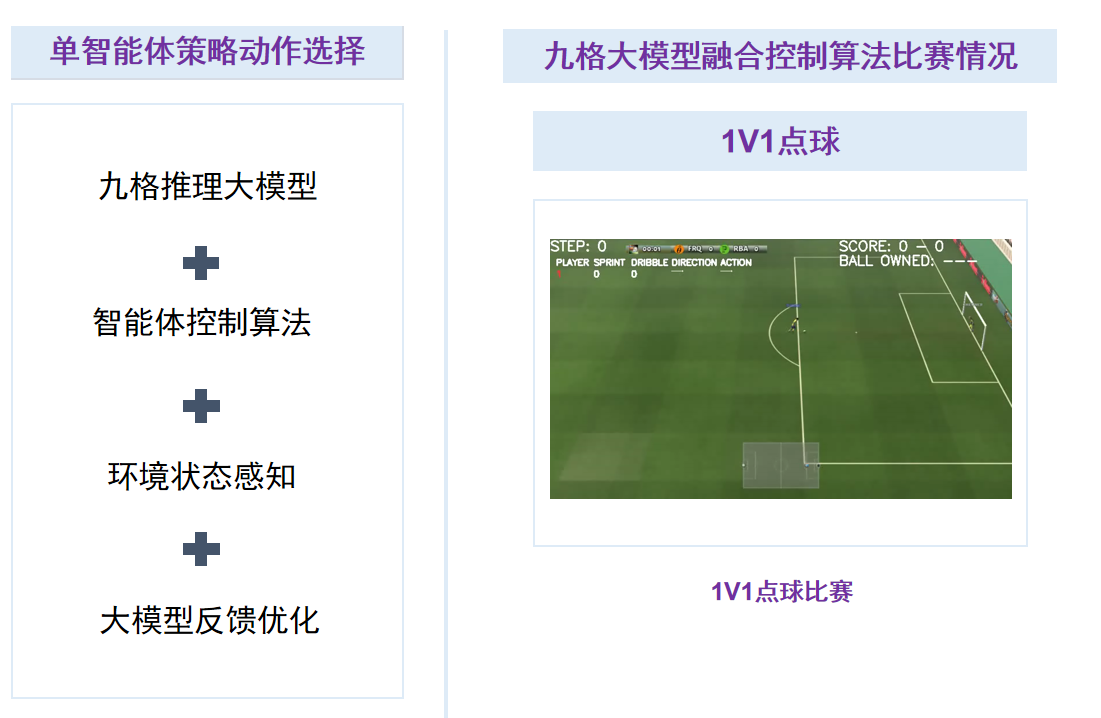 单智能体策略动作选择
九格推理大模型
智能体控制算法
环境状态感知
大模型反馈优化
九格大模型融合控制算法比赛情况
1V1点球
STEP: 0
00:01 FRQ 0 RBA 0
SCORE: 0 - 0
PLAYER SPRINT DRIBBLE DIRECTION ACTION
BALL OWNED: ---
0 0
1V1点球比赛